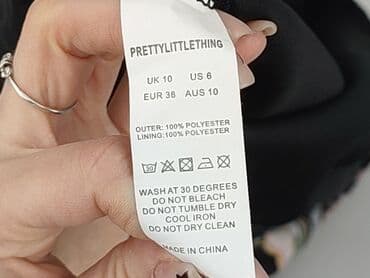 PRETTYLITTLETHING
UK 10 US 6
EUR 38 AUS 10
OUTER: 100% POLYESTER
LINING: 100% POLYESTER
WASH AT 30 DEGREES
DO NOT BLEACH
DO NOT TUMBLE DRY
COOL IRON
DO NOT DRY CLEAN
MADE IN CHINA